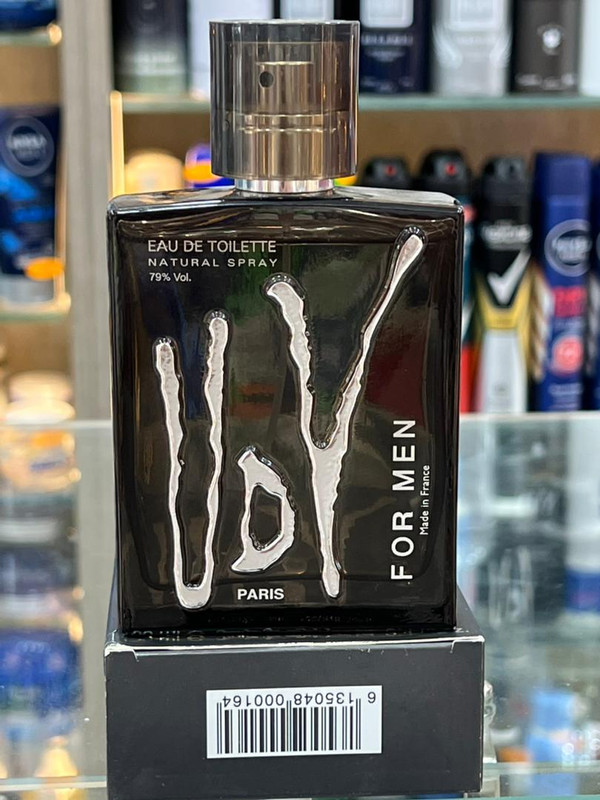 EAU DE TOILETTE
NATURAL SPRAY
79% Vol.
UDV
FOR MEN
Made in France
PARIS
6 135048 000164